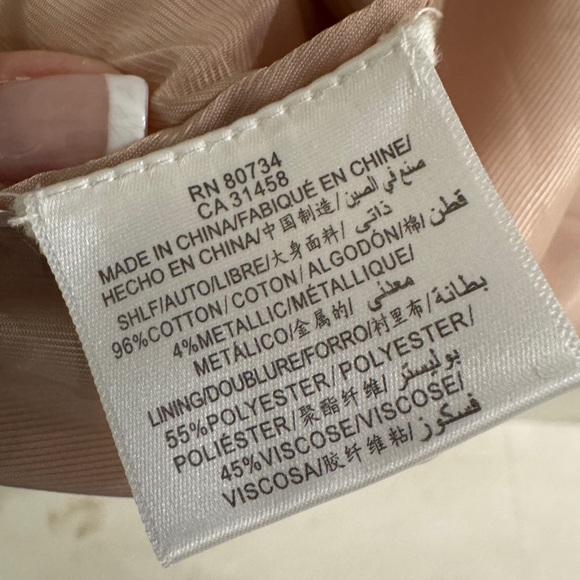 RN 80734
CA 31458
MADE IN CHINA/FABIQUÉ EN CHINE/
HECHO EN CHINA/中国制造/صنع في الصين
SHLF/AUTO/LIBRE/大身面料/ذاتي
96%COTTON/COTON/ALGODÓN/棉/قطن
4%METALLIC/MÉTALLIQUE/
METÁLICO/金属的/معدني
LINING/DOUBLURE/FORRO/衬里布/بطانة
55%POLYESTER/POLYESTER/
POLIÉSTER/聚酯纤维/بوليستر
45%VISCOSE/VISCOSE/
VISCOSA/胶纤维粘/فسكوز